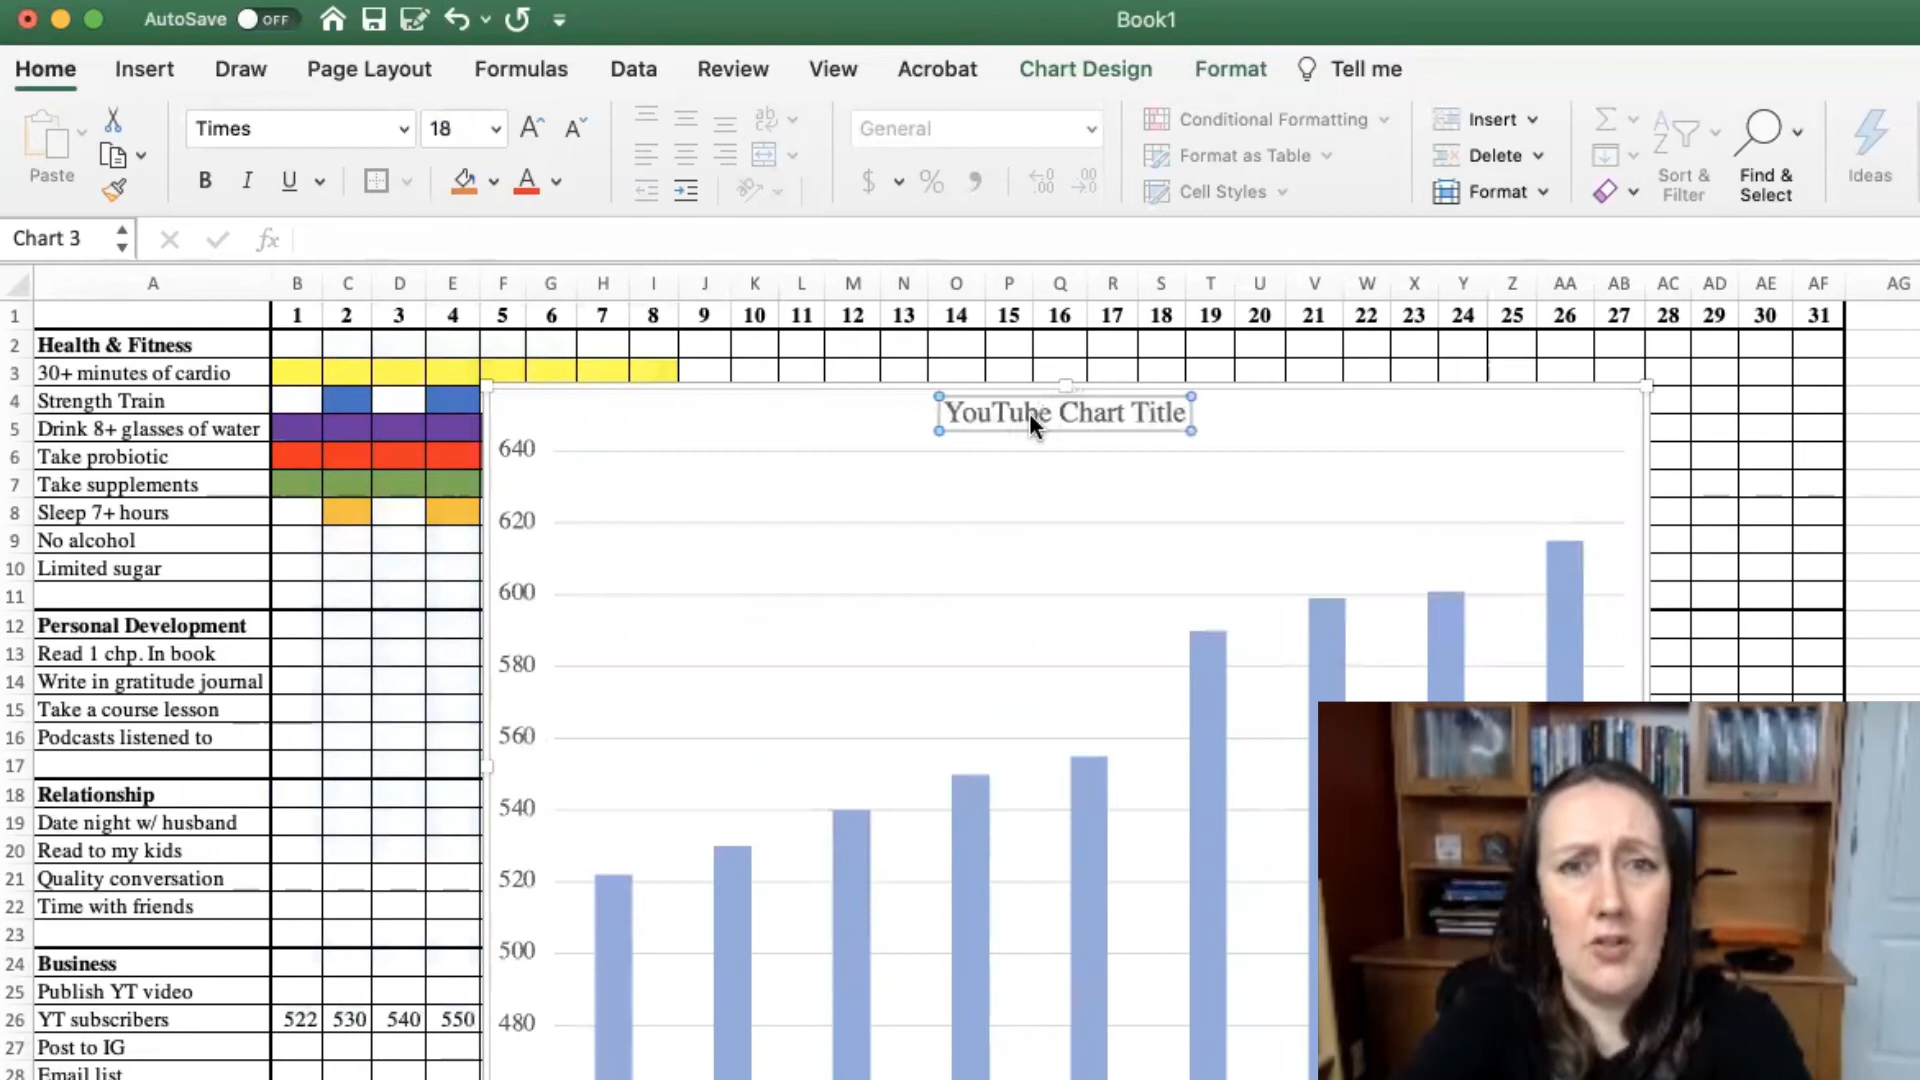 AutoSave OFF Book1
Home Insert Draw Page Layout Formulas Data Review View Acrobat Chart Design Format Tell me
Paste Times 18 A A ab General Conditional Formatting Insert
Format as Table Delete
B I U A $ % Cell Styles Format Sort & Filter Find & Select Ideas
Chart 3 fx
A B C D E F G H I J K L M N O P Q R S T U V W X Y Z AA AB AC AD AE AF AG
1 1 2 3 4 5 6 7 8 9 10 11 12 13 14 15 16 17 18 19 20 21 22 23 24 25 26 27 28 29 30 31
2 Health & Fitness
3 30+ minutes of cardio
4 Strength Train
5 Drink 8+ glasses of water
6 Take probiotic
7 Take supplements
8 Sleep 7+ hours
9 No alcohol
10 Limited sugar
11
12 Personal Development
13 Read 1 chp. In book
14 Write in gratitude journal
15 Take a course lesson
16 Podcasts listened to
17
18 Relationship
19 Date night w/ husband
20 Read to my kids
21 Quality conversation
22 Time with friends
23
24 Business
25 Publish YT video
26 YT subscribers 522 530 540 550
27 Post to IG
28 Email list
YouTube Chart Title
640
620
600
580
560
540
520
500
480